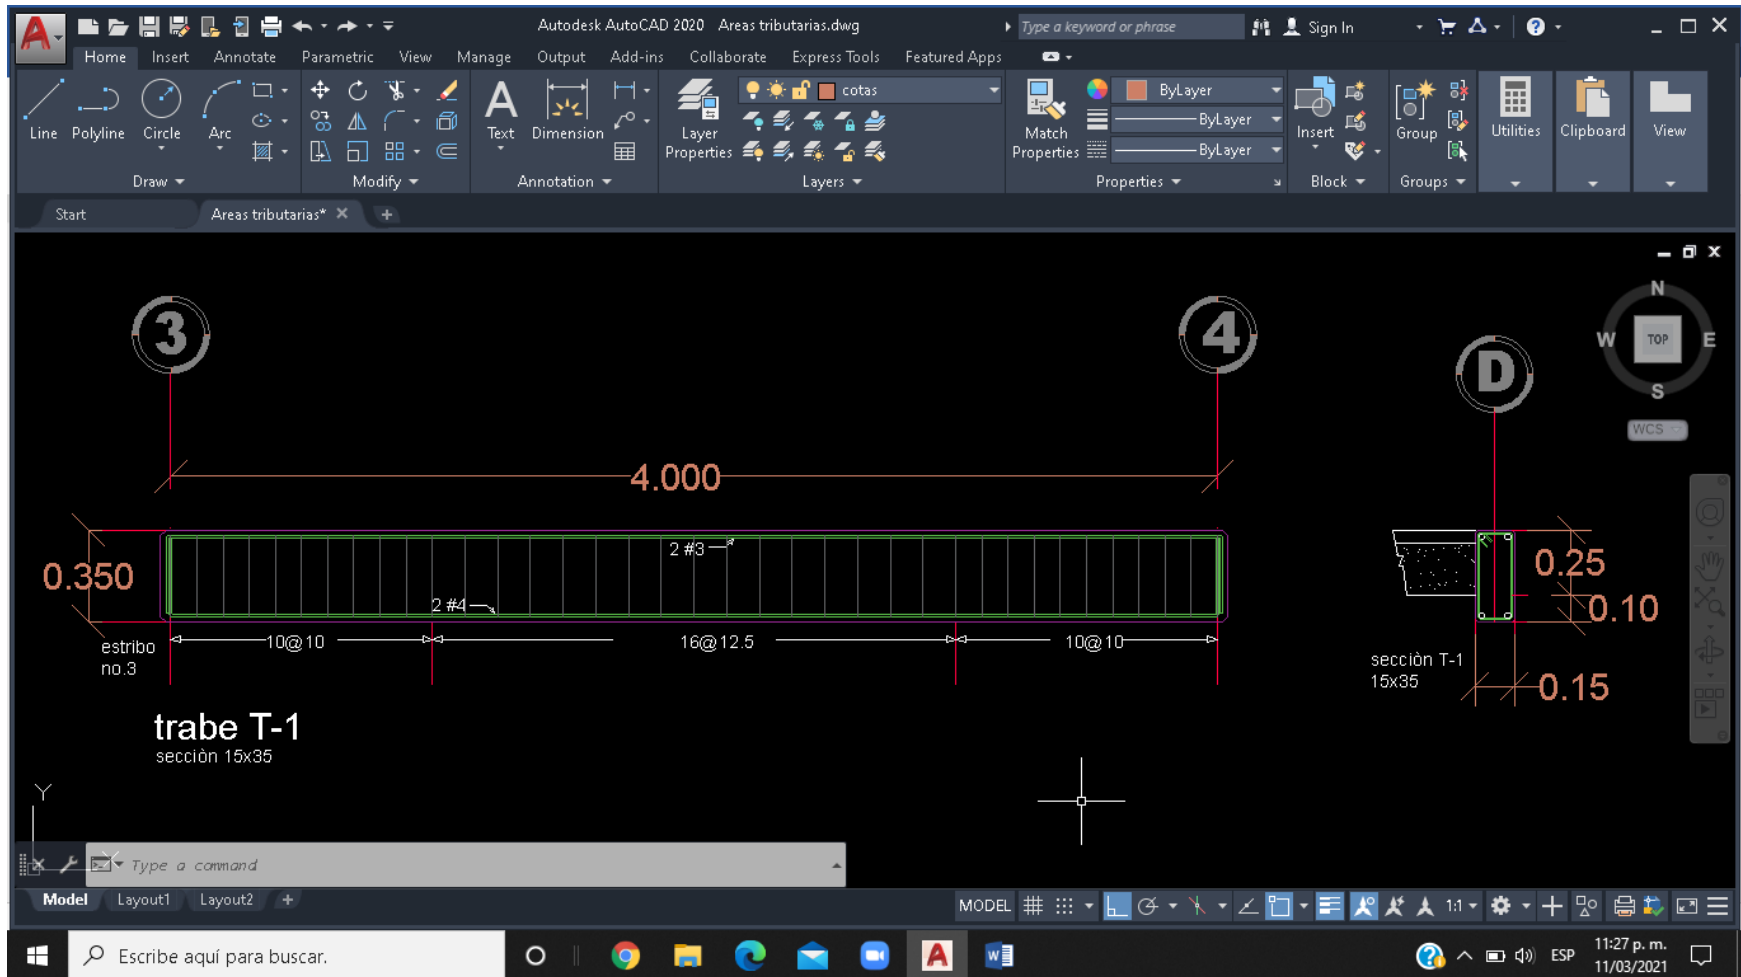 Autodesk AutoCAD 2020 Areas tributarias.dwg
Type a keyword or phrase
Sign In
Home Insert Annotate Parametric View Manage Output Add-ins Collaborate Express Tools Featured Apps
cotas
ByLayer
ByLayer
ByLayer
Line Polyline Circle Arc
Text Dimension
Layer Properties
Match Properties
Insert
Group
Utilities
Clipboard
View
Draw Modify Annotation Layers Properties Block Groups
Start Areas tributarias* +
N
W TOP E
S
WCS
3
4
D
4.000
2 #3
0.350
2 #4
0.25
0.10
estribo
no.3
10@10
16@12.5
10@10
secciòn T-1
15x35
0.15
trabe T-1
secciòn 15x35
Y
X
Type a command
Model Layout1 Layout2 +
MODEL
1:1
Escribe aquí para buscar.
ESP
11:27 p. m.
11/03/2021